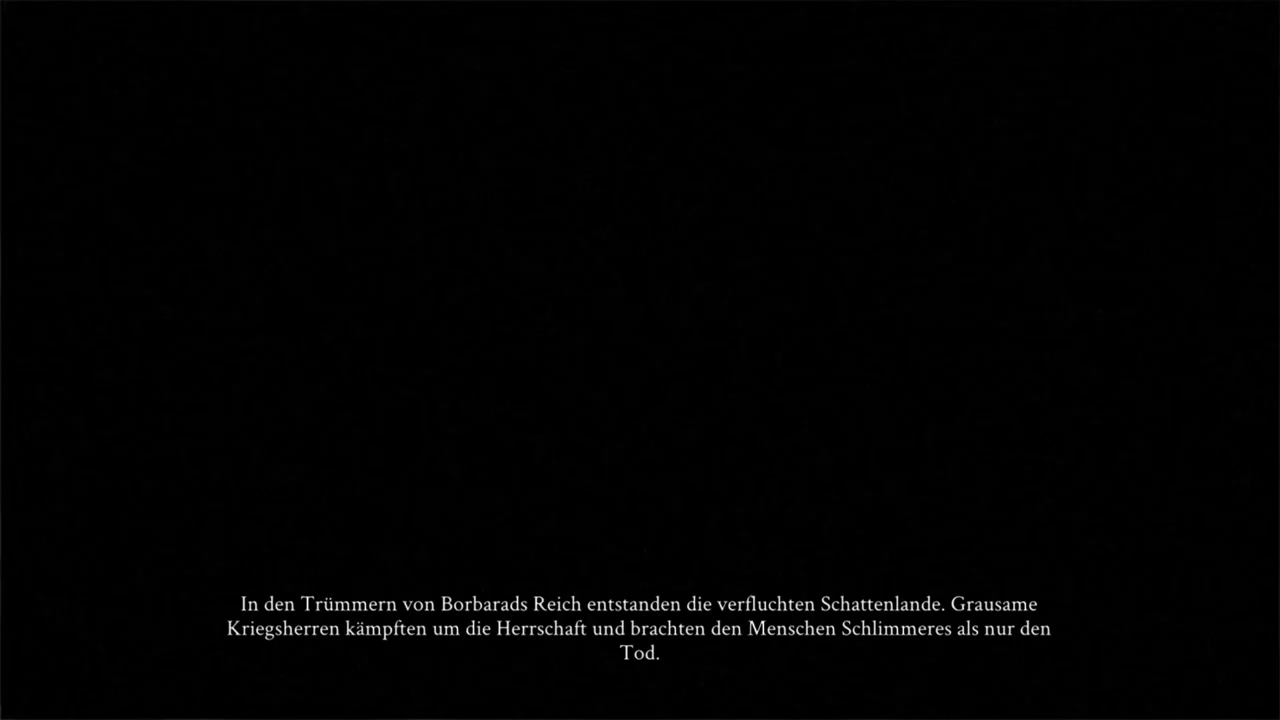 In den Trümmern von Borbarads Reich entstanden die verfluchten Schattenlande. Grausame
Kriegsherren kämpften um die Herrschaft und brachten den Menschen Schlimmeres als nur den
Tod.